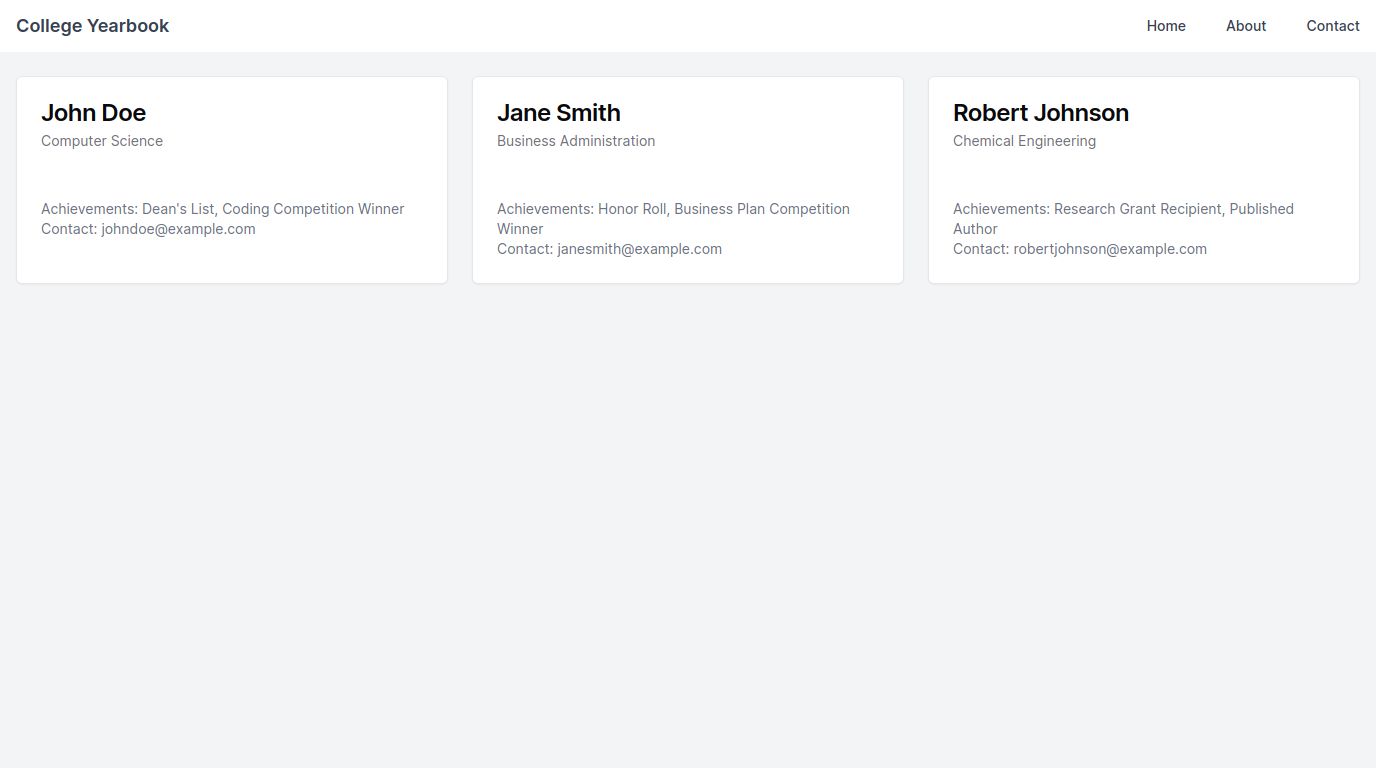 College Yearbook
Home About Contact
John Doe
Computer Science
Achievements: Dean's List, Coding Competition Winner
Contact: johndoe@example.com
Jane Smith
Business Administration
Achievements: Honor Roll, Business Plan Competition
Winner
Contact: janesmith@example.com
Robert Johnson
Chemical Engineering
Achievements: Research Grant Recipient, Published
Author
Contact: robertjohnson@example.com